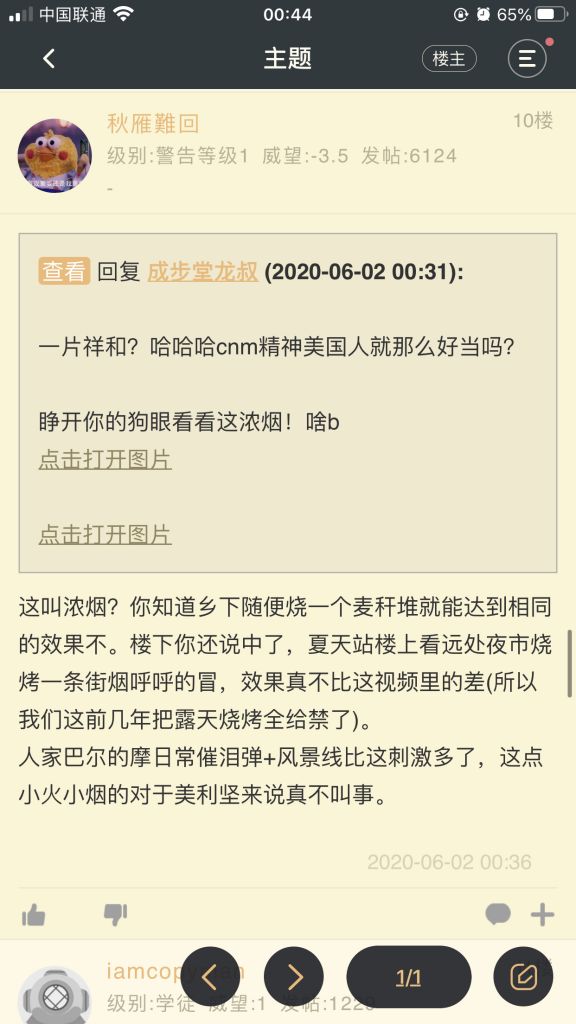 中国联通
00:44
65%
主题
楼主
秋雁難回
10楼
级别:警告等级1 威望:-3.5 发帖:6124
-
查看 回复 成步堂龙叔 (2020-06-02 00:31):
一片祥和？哈哈哈cnm精神美国人就那么好当吗？
睁开你的狗眼看看这浓烟！啥b
点击打开图片
点击打开图片
这叫浓烟？你知道乡下随便烧一个麦秆堆就能达到相同
的效果不。楼下你还说中了，夏天站楼上看远处夜市烧
烤一条街烟呼呼的冒，效果真不比这视频里的差(所以
我们这前几年把露天烧烤全给禁了)。
人家巴尔的摩日常催泪弹+风景线比这刺激多了，这点
小火小烟的对于美利坚来说真不叫事。
2020-06-02 00:36
级别:学徒 威望:1 发帖:1229
1/1